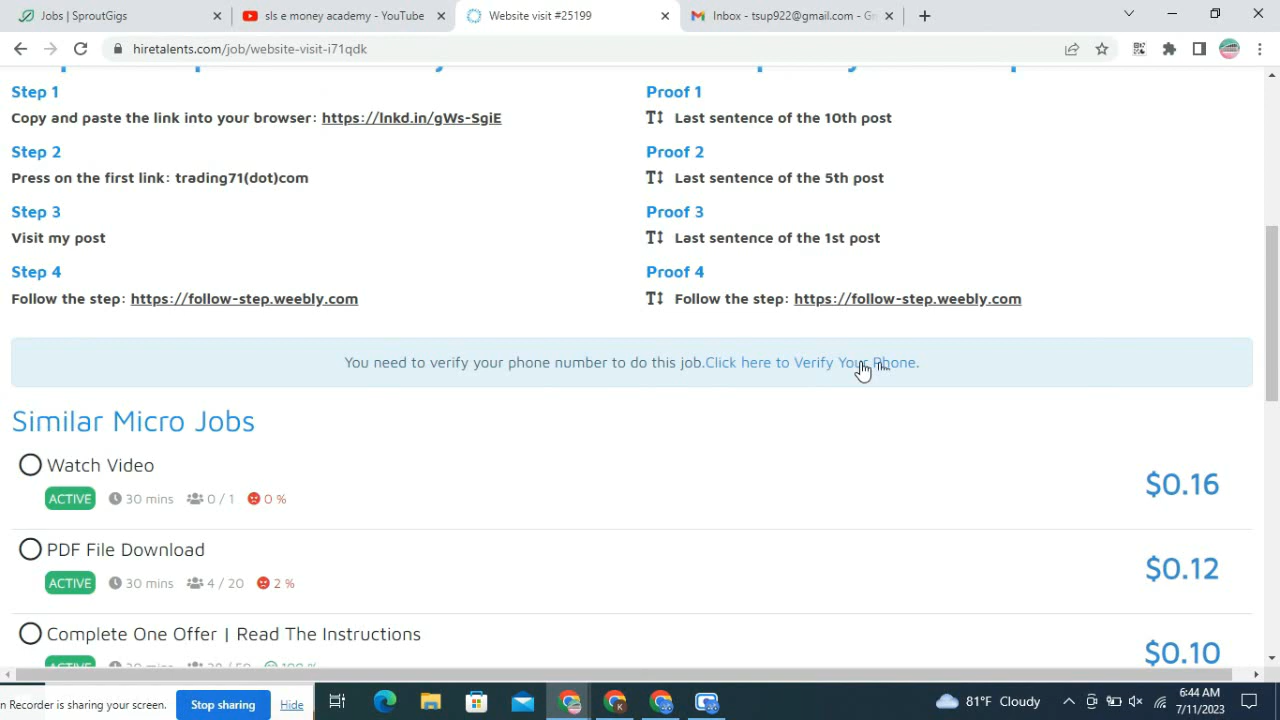 Jobs | SproutGigs
sls e money academy - YouTube
Website visit #25199
Inbox - tsup922@gmail.com - Gm
hiretalents.com/job/website-visit-i71qdk
Step 1
Copy and paste the link into your browser: https://lnkd.in/gWs-SgiE
Step 2
Press on the first link: trading71(dot)com
Step 3
Visit my post
Step 4
Follow the step: https://follow-step.weebly.com
Proof 1
Last sentence of the 10th post
Proof 2
Last sentence of the 5th post
Proof 3
Last sentence of the 1st post
Proof 4
Follow the step: https://follow-step.weebly.com
You need to verify your phone number to do this job.Click here to Verify Your Phone.
Similar Micro Jobs
Watch Video
ACTIVE 30 mins 0 / 1 0 %
$0.16
PDF File Download
ACTIVE 30 mins 4 / 20 2 %
$0.12
Complete One Offer | Read The Instructions
$0.10
n Recorder is sharing your screen.
Stop sharing
Hide
81°F Cloudy
6:44 AM
7/11/2023